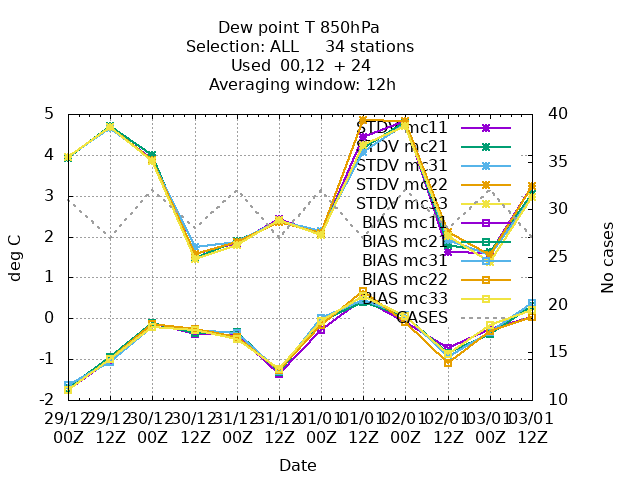 Dew point T 850hPa
Selection: ALL 34 stations
Used 00,12 + 24
Averaging window: 12h
deg C
No cases
5
4
3
2
1
0
-1
-2
40
35
30
25
20
15
10
STDV mc11
STDV mc21
STDV mc31
STDV mc22
STDV mc33
BIAS mc11
BIAS mc21
BIAS mc31
BIAS mc22
BIAS mc33
CASES
29/12 29/12 30/12 30/12 31/12 31/12 01/01 01/01 02/01 02/01 03/01 03/01
00Z 12Z 00Z 12Z 00Z 12Z 00Z 12Z 00Z 12Z 00Z 12Z
Date